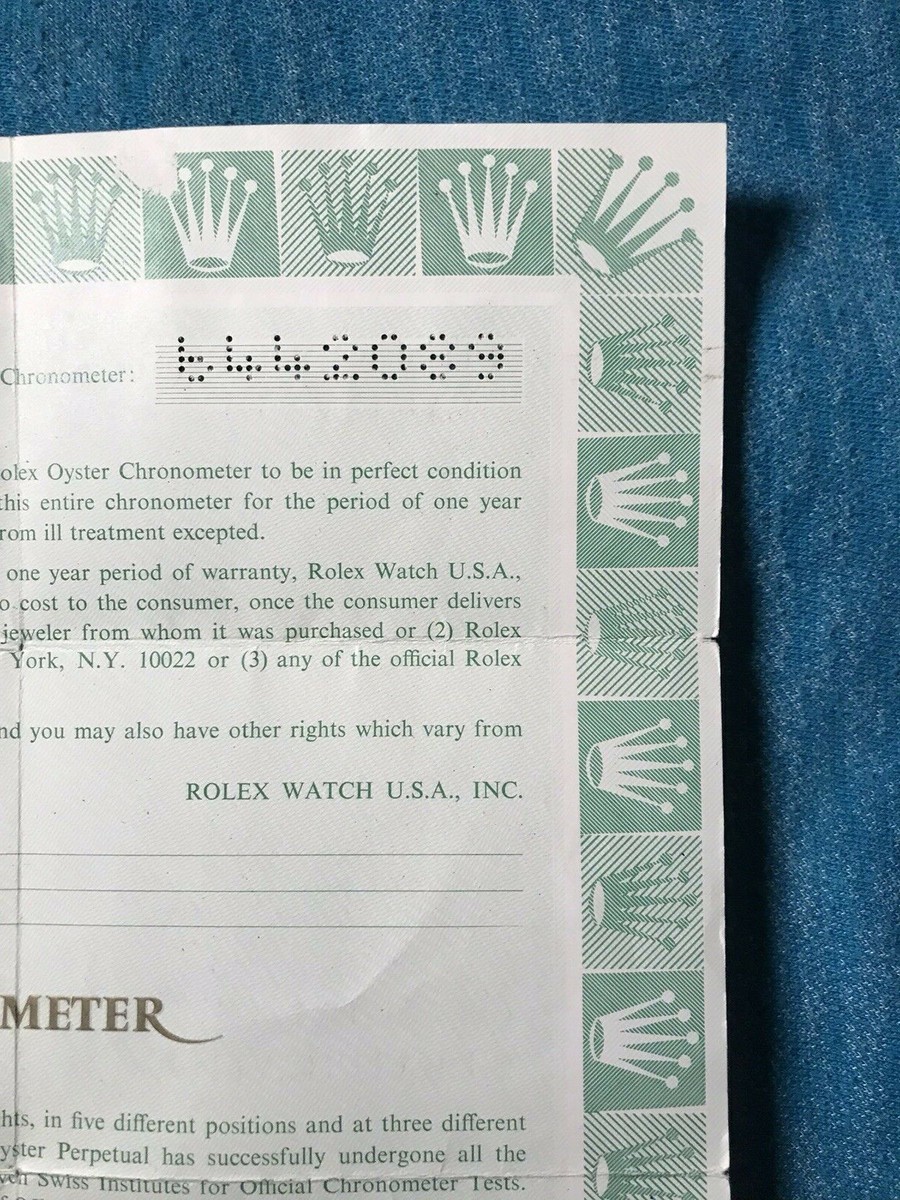 Chronometer:
olex Oyster Chronometer to be in perfect condition
this entire chronometer for the period of one year
rom ill treatment excepted.
one year period of warranty, Rolex Watch U.S.A.,
o cost to the consumer, once the consumer delivers
jeweler from whom it was purchased or (2) Rolex
York, N.Y. 10022 or (3) any of the official Rolex
nd you may also have other rights which vary from
ROLEX WATCH U.S.A., INC.
METER
hts, in five different positions and at three different
yster Perpetual has successfully undergone all the
ven Swiss Institutes for Official Chronometer Tests.